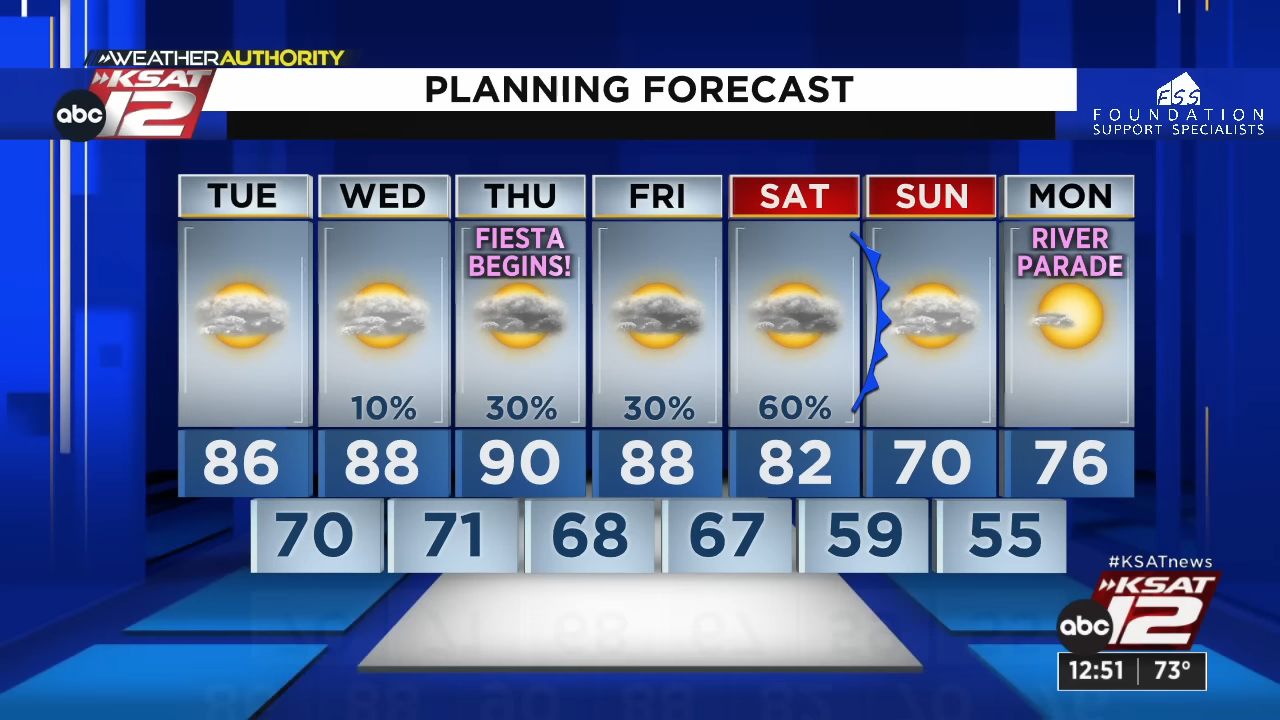 WEATHERAUTHORITY
KSAT
abc 12
PLANNING FORECAST
FSS
FOUNDATION
SUPPORT SPECIALISTS
TUE WED THU FRI SAT SUN MON
FIESTA
BEGINS!
RIVER
PARADE
10% 30% 30% 60%
86 88 90 88 82 70 76
70 71 68 67 59 55
#KSATnews
KSAT
abc 12
12:51 73°